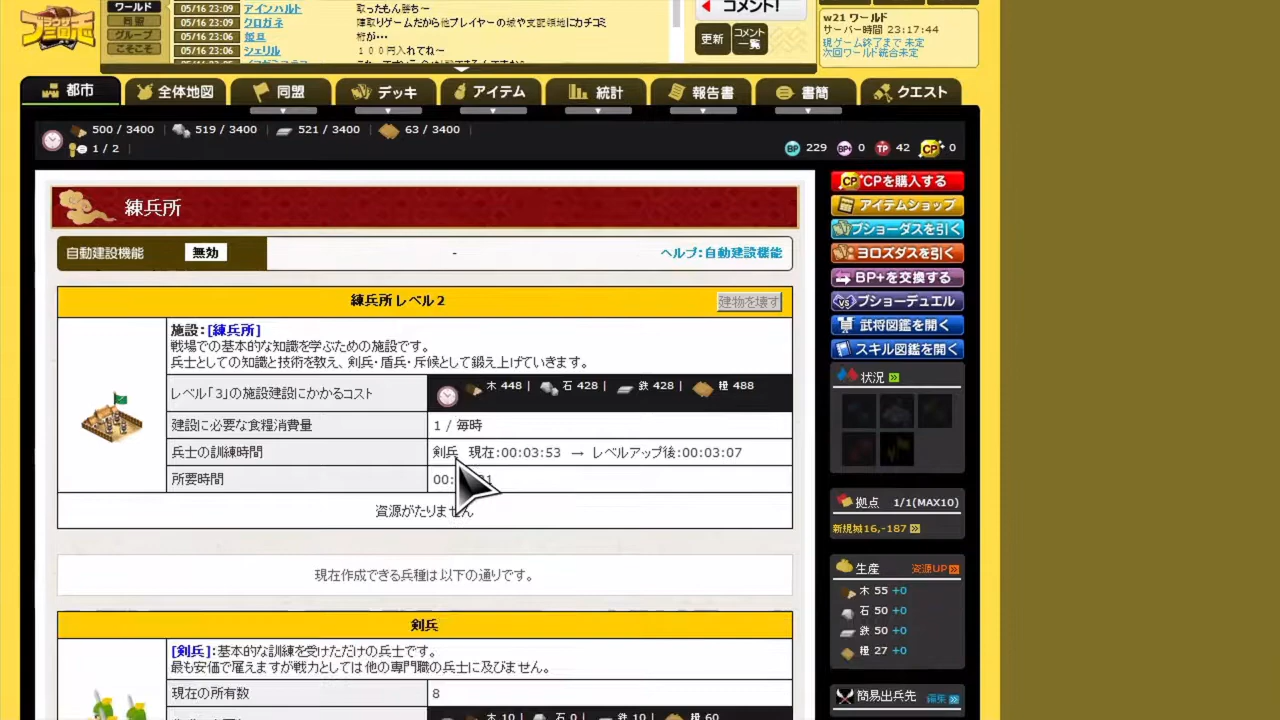 ブラウザ三国志
ワールド
同盟
グループ
こそこそ
05/16 23:09 アインハルト 取ったもん勝ち～
05/16 23:09 クロガネ 陣取りゲームだから他プレイヤーの城や支配領地にカチコミ
05/16 23:06 桁が…
05/16 23:06 シェリル １００円入れてね～
コメント！
更新
コメント一覧
w21 ワールド
サーバー時間 23:17:44
現ゲーム終了まで 未定
次回ワールド統合未定
都市 全体地図 同盟 デッキ アイテム 統計 報告書 書簡 クエスト
500 / 3400 | 519 / 3400 | 521 / 3400 | 63 / 3400 |
1 / 2 |
BP 229 BP+ 0 TP 42 CP 0
練兵所
自動建設機能 無効 - ヘルプ:自動建設機能
練兵所 レベル 2 建物を壊す
施設: [練兵所]
戦場での基本的な知識を学ぶための施設です。
兵士としての知識と技術を教え、剣兵・盾兵・斥候として鍛え上げていきます。
レベル「3」の施設建設にかかるコスト 木 448 | 石 428 | 鉄 428 | 糧 488
建設に必要な食糧消費量 1 / 毎時
兵士の訓練時間 剣兵 現在:00:03:53 → レベルアップ後:00:03:07
所要時間 00:
資源がたりません
現在作成できる兵種は以下の通りです。
剣兵
[剣兵]:基本的な訓練を受けただけの兵士です。
最も安価で雇えますが戦力としては他の専門職の兵士に及びません。
現在の所有数 8
木 10 | 石 0 | 鉄 10 | 糧 60
CPを購入する
アイテムショップ
ブショーダスを引く
ヨロズダスを引く
BP+を交換する
ブショーデュエル
武将図鑑を開く
スキル図鑑を開く
状況
拠点 1/1(MAX10)
新規城16,-187
生産 資源UP
木 55 +0
石 50 +0
鉄 50 +0
糧 27 +0
簡易出兵先 編集